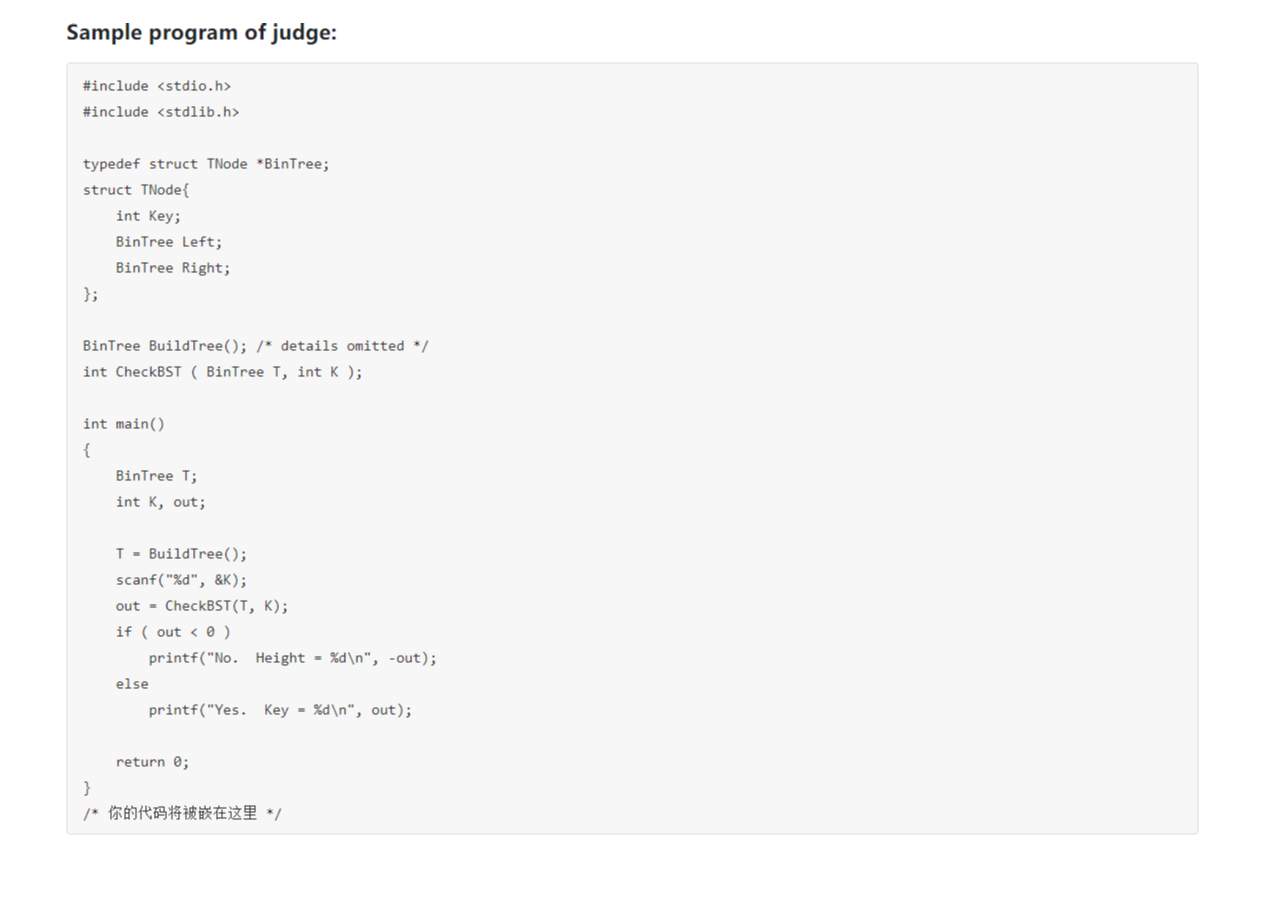 Sample program of judge:
#include <stdio.h>
#include <stdlib.h>
typedef struct TNode *BinTree;
struct TNode{
    int Key;
    BinTree Left;
    BinTree Right;
};
BinTree BuildTree(); /* details omitted */
int CheckBST ( BinTree T, int K );
int main()
{
    BinTree T;
    int K, out;
    T = BuildTree();
    scanf("%d", &K);
    out = CheckBST(T, K);
    if ( out < 0 )
        printf("No.  Height = %d\n", -out);
    else
        printf("Yes.  Key = %d\n", out);
    return 0;
}
/* 你的代码将被嵌在这里 */